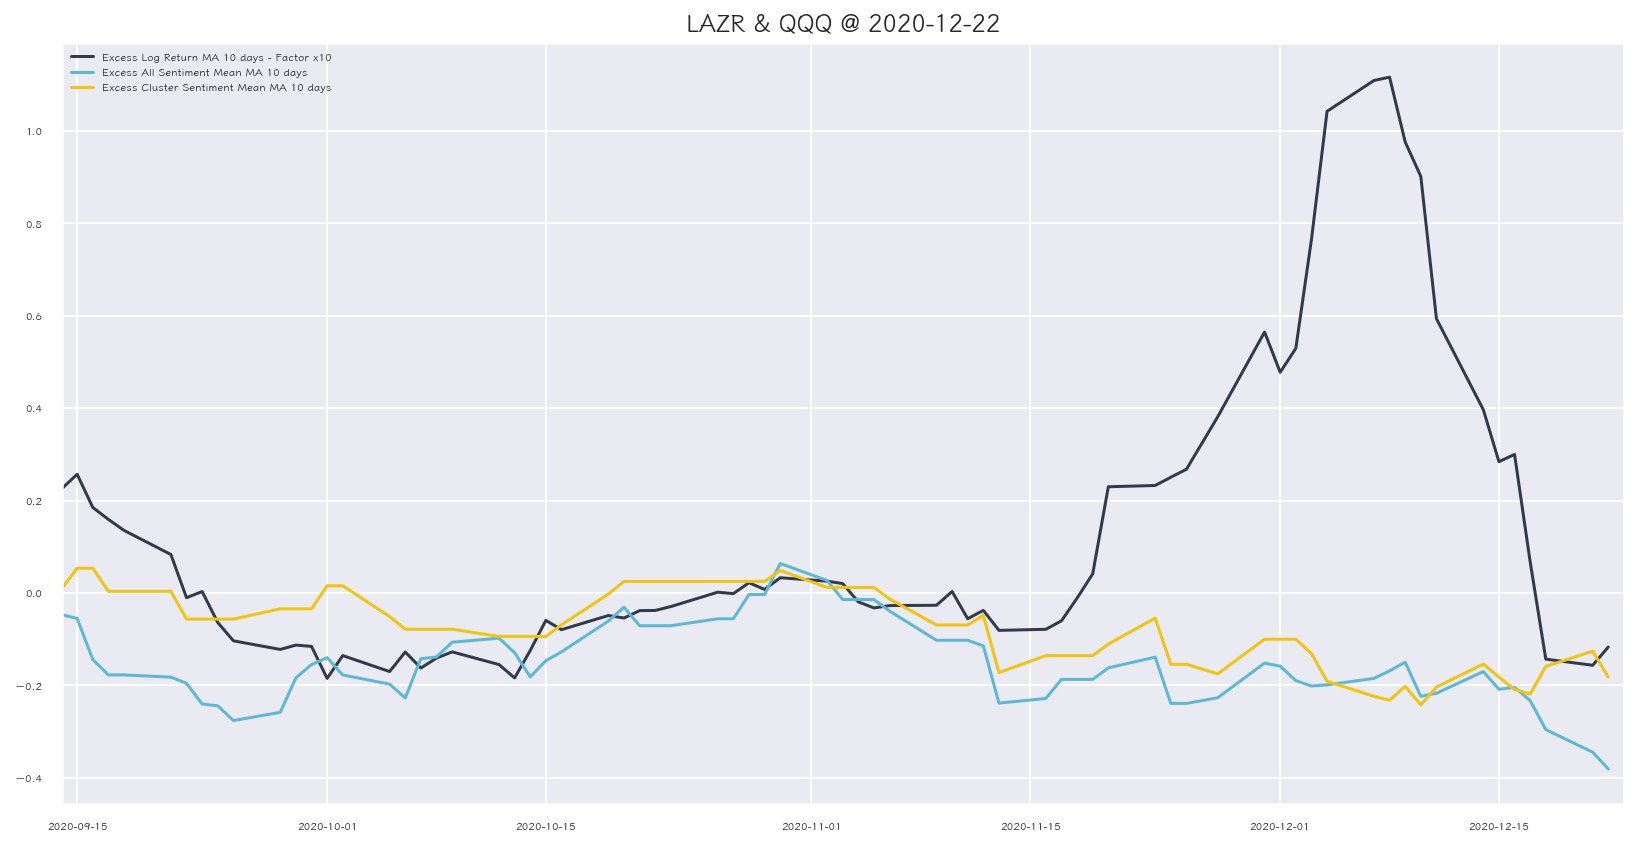 LAZR & QQQ @ 2020-12-22
Excess Log Return MA 10 days - Factor x10
Excess All Sentiment Mean MA 10 days
Excess Cluster Sentiment Mean MA 10 days
1.0
0.8
0.6
0.4
0.2
0.0
−0.2
−0.4
2020-09-15 2020-10-01 2020-10-15 2020-11-01 2020-11-15 2020-12-01 2020-12-15